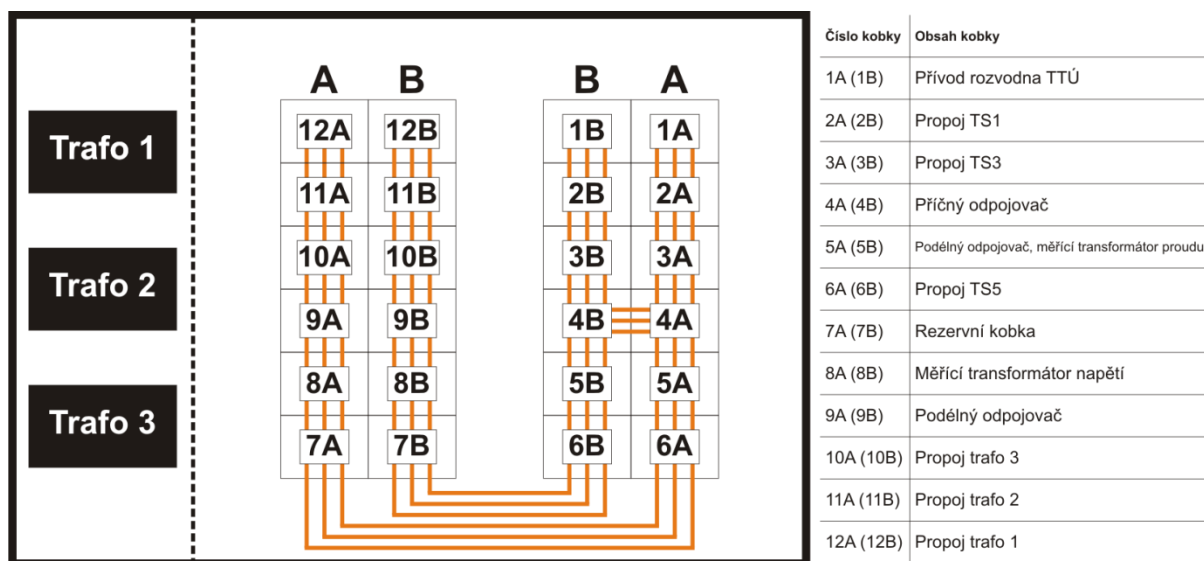 A B B A
Trafo 1
Trafo 2
Trafo 3
12A 12B 1B 1A
11A 11B 2B 2A
10A 10B 3B 3A
9A 9B 4B 4A
8A 8B 5B 5A
7A 7B 6B 6A
Číslo kobky Obsah kobky
1A (1B) Přívod rozvodna TTÚ
2A (2B) Propoj TS1
3A (3B) Propoj TS3
4A (4B) Příčný odpojovač
5A (5B) Podélný odpojovač, měřící transformátor proudu
6A (6B) Propoj TS5
7A (7B) Rezervní kobka
8A (8B) Měřící transformátor napětí
9A (9B) Podélný odpojovač
10A (10B) Propoj trafo 3
11A (11B) Propoj trafo 2
12A (12B) Propoj trafo 1